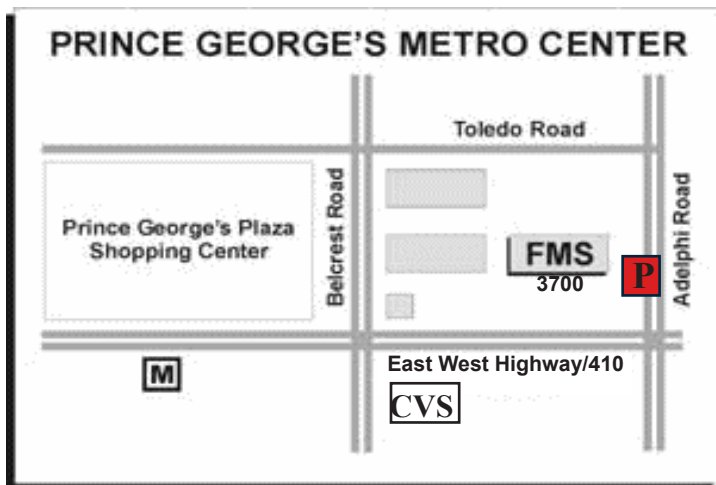 PRINCE GEORGE'S METRO CENTER
Toledo Road
Prince George's Plaza
Shopping Center
Belcrest Road
FMS
3700
P
Adelphi Road
East West Highway/410
M
CVS